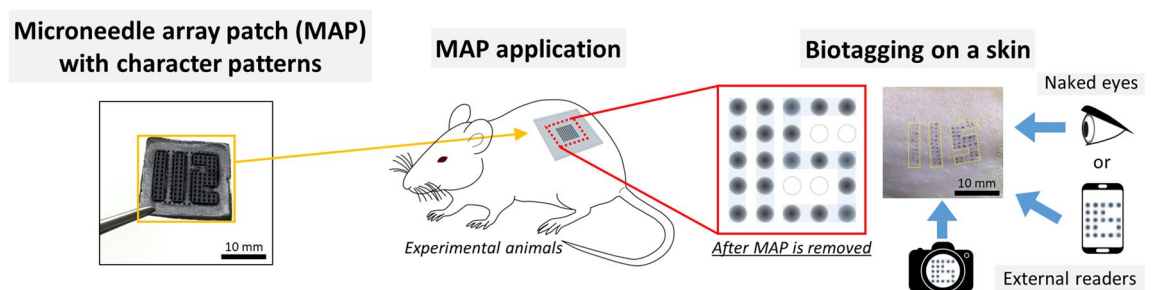 Microneedle array patch (MAP)
with character patterns
MAP application
Biotagging on a skin
Naked eyes
or
10 mm
10 mm
Experimental animals
After MAP is removed
External readers